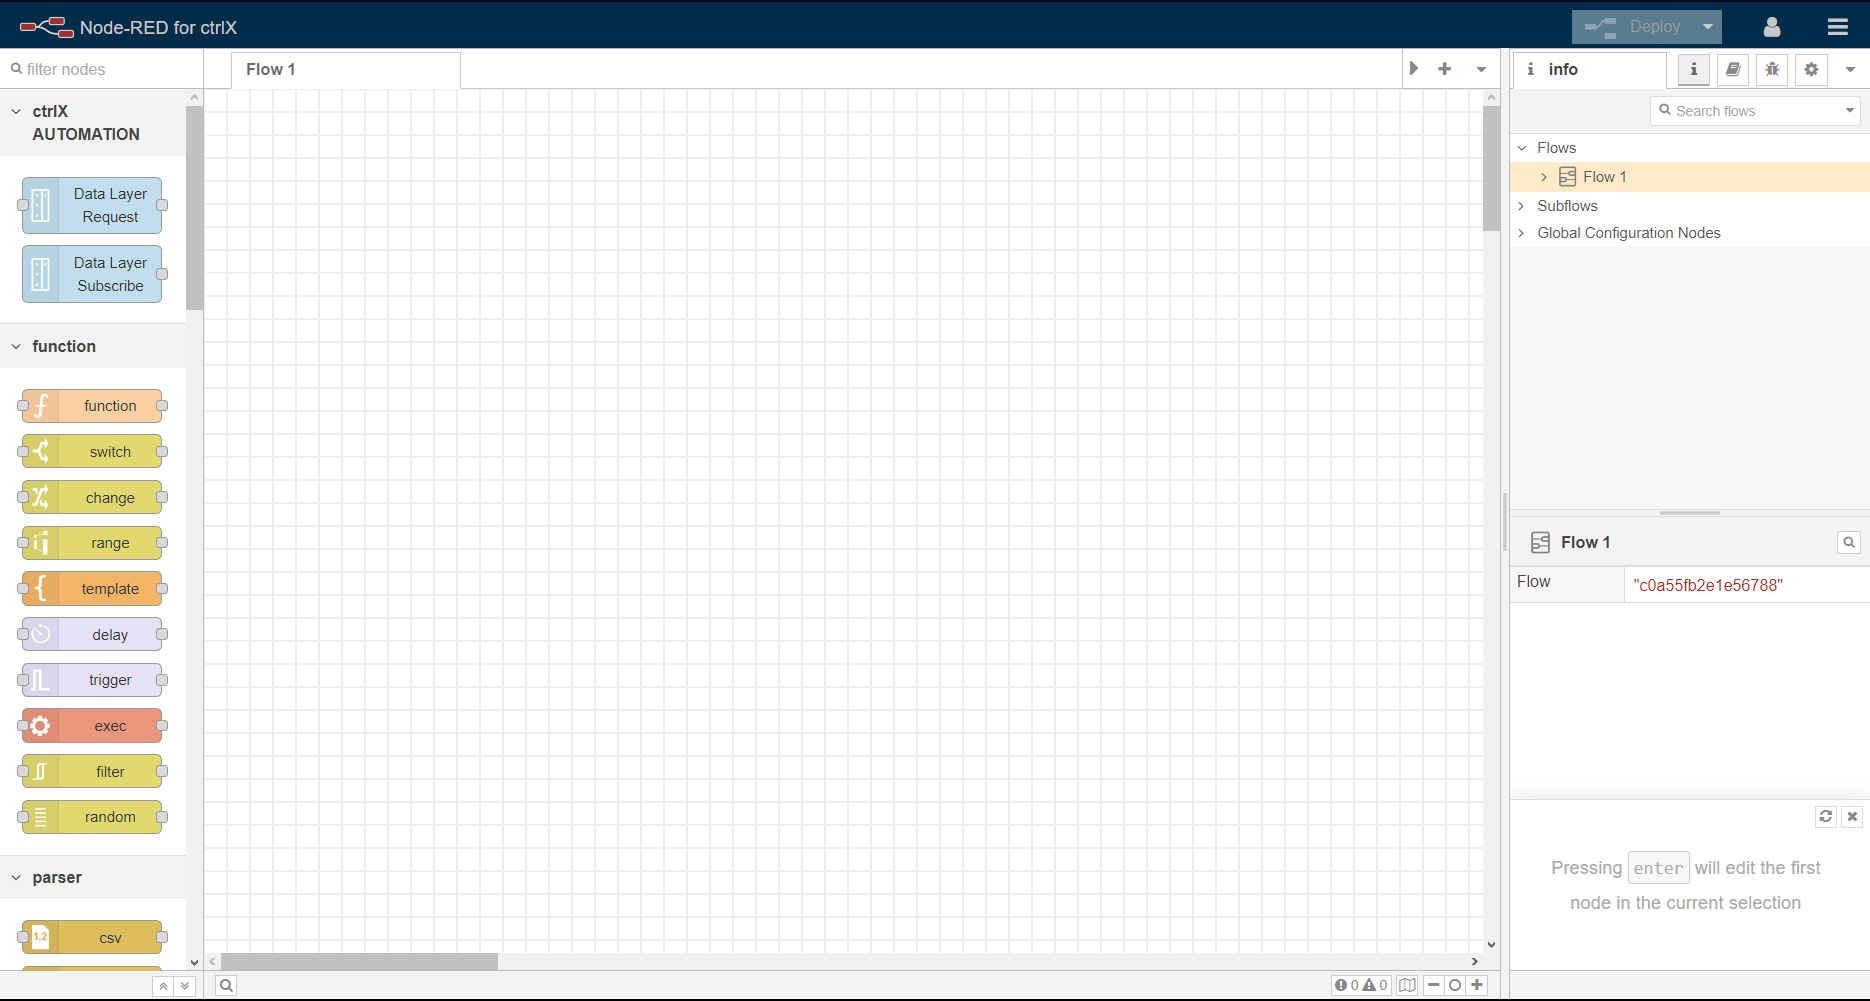 Node-RED for ctrlX
Deploy
filter nodes
Flow 1
info
ctrlX
AUTOMATION
Data Layer
Request
Data Layer
Subscribe
function
function
switch
change
range
template
delay
trigger
exec
filter
random
parser
1,2
csv
Search flows
Flows
Flow 1
Subflows
Global Configuration Nodes
Flow 1
Flow
"c0a55fb2e1e56788"
Pressing enter will edit the first
node in the current selection
0 0